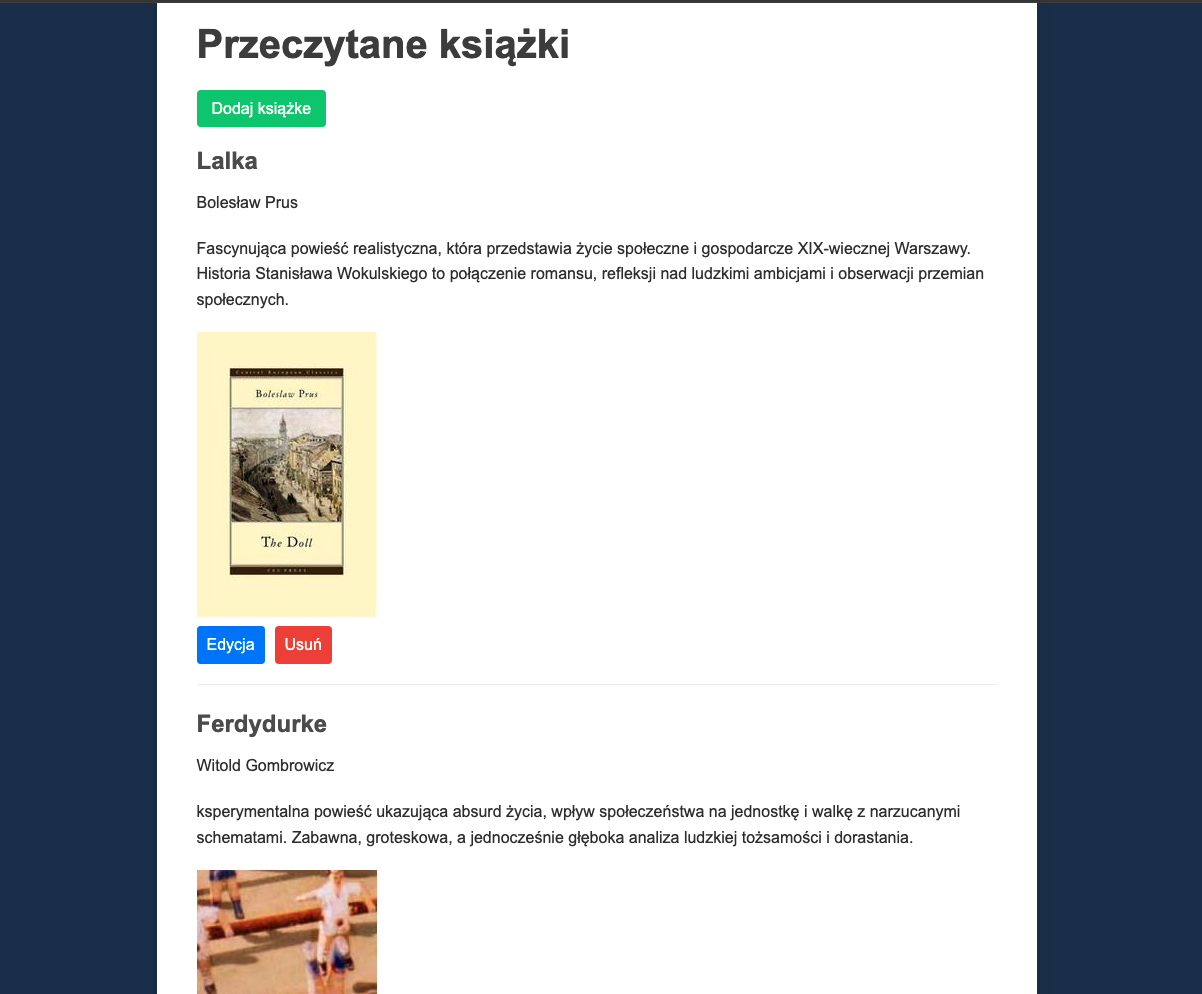 Przeczytane książki
Dodaj książke
Lalka
Bolesław Prus
Fascynująca powieść realistyczna, która przedstawia życie społeczne i gospodarcze XIX-wiecznej Warszawy.
Historia Stanisława Wokulskiego to połączenie romansu, refleksji nad ludzkimi ambicjami i obserwacji przemian
społecznych.
Central European Classics
Boleslaw Prus
The Doll
Edycja Usuń
Ferdydurke
Witold Gombrowicz
ksperymentalna powieść ukazująca absurd życia, wpływ społeczeństwa na jednostkę i walkę z narzucanymi
schematami. Zabawna, groteskowa, a jednocześnie głęboka analiza ludzkiej tożsamości i dorastania.